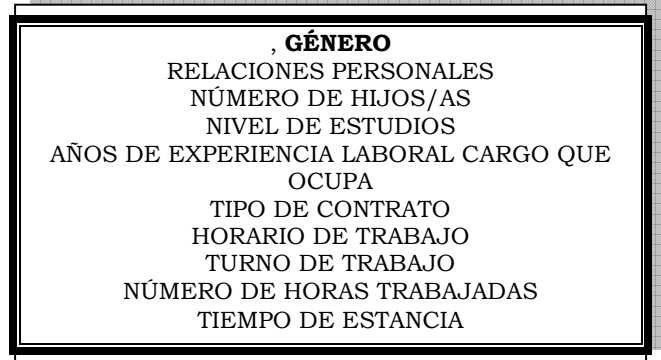 , GÉNERO
RELACIONES PERSONALES
NÚMERO DE HIJOS/AS
NIVEL DE ESTUDIOS
AÑOS DE EXPERIENCIA LABORAL CARGO QUE
OCUPA
TIPO DE CONTRATO
HORARIO DE TRABAJO
TURNO DE TRABAJO
NÚMERO DE HORAS TRABAJADAS
TIEMPO DE ESTANCIA